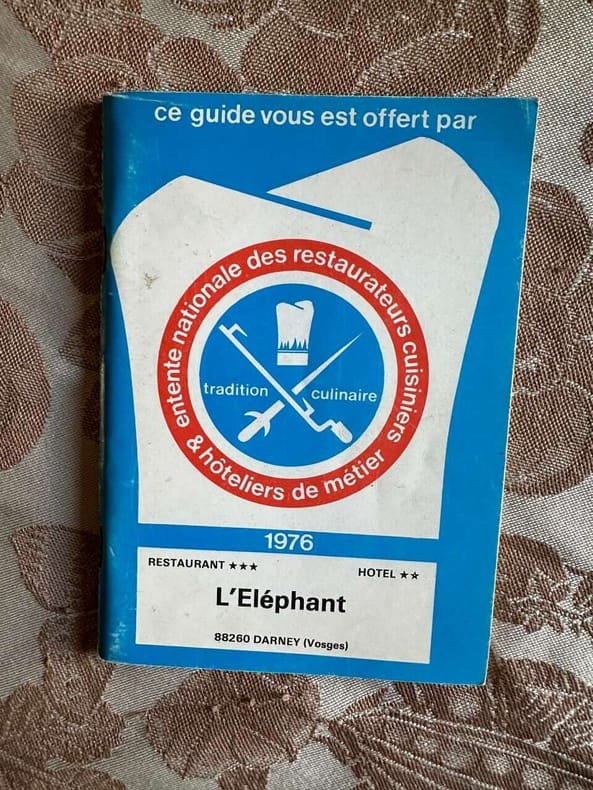 ce guide vous est offert par
entente nationale des restaurateurs cuisiniers
& hôteliers de métier
tradition culinaire
1976
RESTAURANT ★★★
HOTEL ★★
L'Eléphant
88260 DARNEY (Vosges)